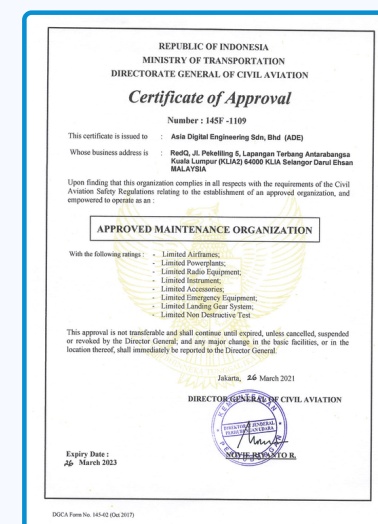 REPUBLIC OF INDONESIA
MINISTRY OF TRANSPORTATION
DIRECTORATE GENERAL OF CIVIL AVIATION
Certificate of Approval
Number : 145F -1109
This certificate is issued to : Asia Digital Engineering Sdn, Bhd (ADE)
Whose business address is : RedQ, Jl. Pekeliling 5, Lapangan Terbang Antarabangsa
Kuala Lumpur (KLIA2) 64000 KLIA Selangor Darul Ehsan
MALAYSIA
Upon finding that this organization complies in all respects with the requirements of the Civil
Aviation Safety Regulations relating to the establishment of an approved organization, and
empowered to operate as an :
APPROVED MAINTENANCE ORGANIZATION
With the following ratings : - Limited Airframes;
- Limited Powerplants;
- Limited Radio Equipment;
- Limited Instrument;
- Limited Accessories;
- Limited Emergency Equipment;
- Limited Landing Gear System;
- Limited Non Destructive Test
This approval is not transferable and shall continue until expired, unless cancelled, suspended
or revoked by the Director General; and any major change in the basic facilities, or in the
location thereof, shall immediately be reported to the Director General.
Jakarta, 26 March 2021
DIRECTOR GENERAL OF CIVIL AVIATION
DIREKTUR JENDERAL
PERHUBUNGAN UDARA
NOVIE RIYANTO R.
Expiry Date :
26 March 2023
DGCA Form No. 145-02 (Oct 2017)